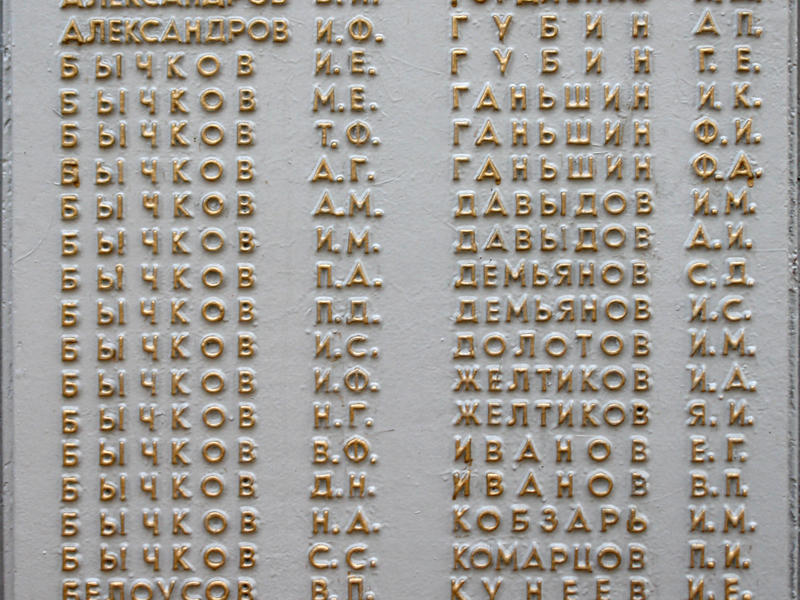 АЛЕКСАНДРОВ
АЛЕКСАНДРОВ И.Ф.
БЫЧКОВ И.Е.
БЫЧКОВ М.Е.
БЫЧКОВ Т.Ф.
БЫЧКОВ А.Г.
БЫЧКОВ А.М.
БЫЧКОВ И.М.
БЫЧКОВ П.А.
БЫЧКОВ П.Д.
БЫЧКОВ И.С.
БЫЧКОВ И.Ф.
БЫЧКОВ Н.Г.
БЫЧКОВ В.Ф.
БЫЧКОВ Д.Н.
БЫЧКОВ Н.А.
БЫЧКОВ С.С.
БЕЛОУСОВ В.П.
ГУБИН А П.
ГУБИН Г.Е.
ГАНЬШИН И.К.
ГАНЬШИН Ф.И.
ГАНЬШИН Ф.А.
ДАВЫДОВ И.М.
ДАВЫДОВ А.И.
ДЕМЬЯНОВ С.Д.
ДЕМЬЯНОВ И.С.
ДОЛОТОВ И.М.
ЖЕЛТИКОВ И.А.
ЖЕЛТИКОВ Я.И.
ИВАНОВ Е.Г.
ИВАНОВ В.П.
КОБЗАРЬ И.М.
КОМАРЦОВ П.И.
КУНЕЕВ И.Е.